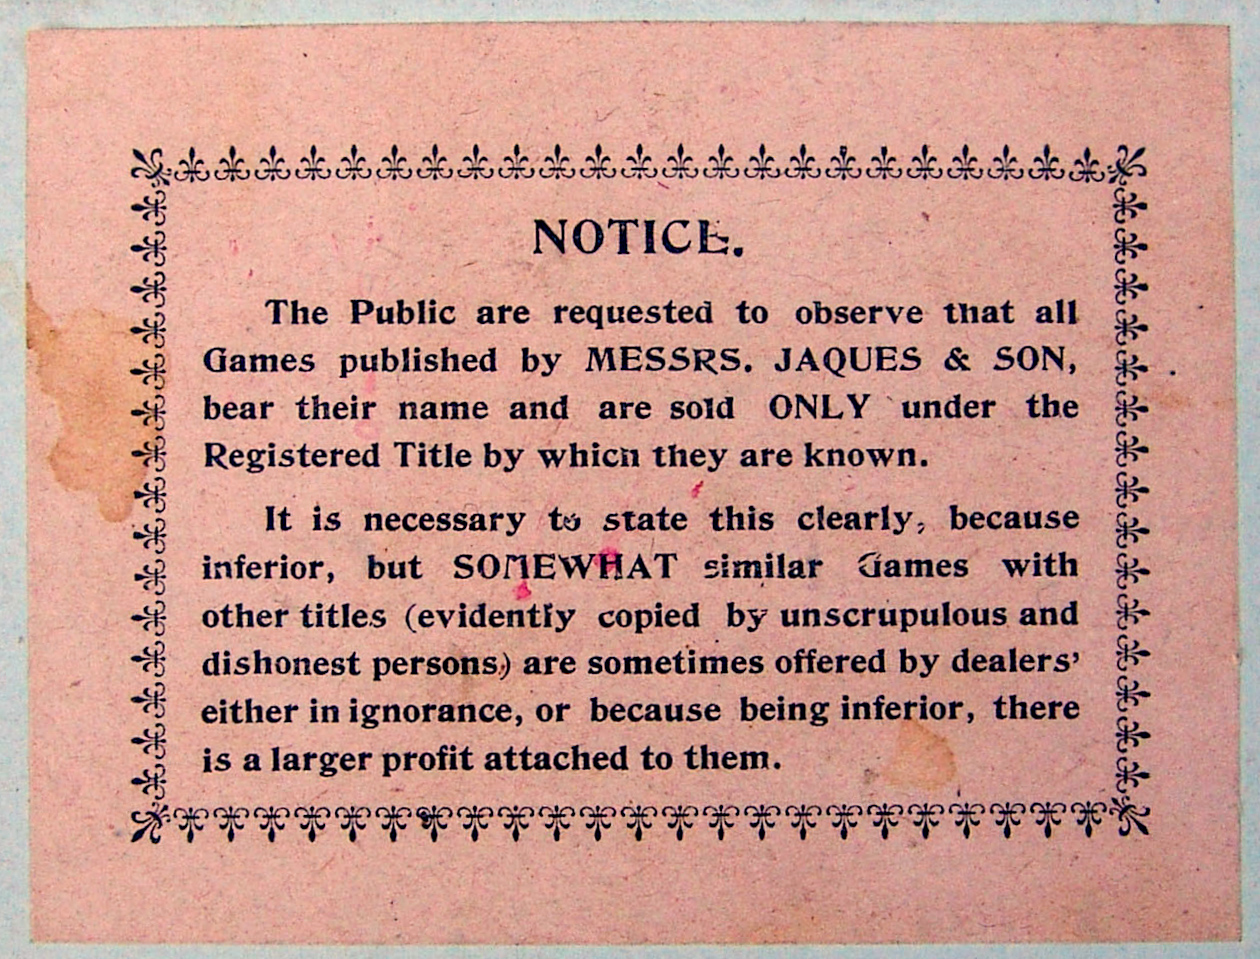 NOTICE.
The Public are requested to observe that all
Games published by MESSRS. JAQUES & SON,
bear their name and are sold ONLY under the
Registered Title by which they are known.
It is necessary to state this clearly, because
inferior, but SOMEWHAT similar Games with
other titles (evidently copied by unscrupulous and
dishonest persons) are sometimes offered by dealers'
either in ignorance, or because being inferior, there
is a larger profit attached to them.